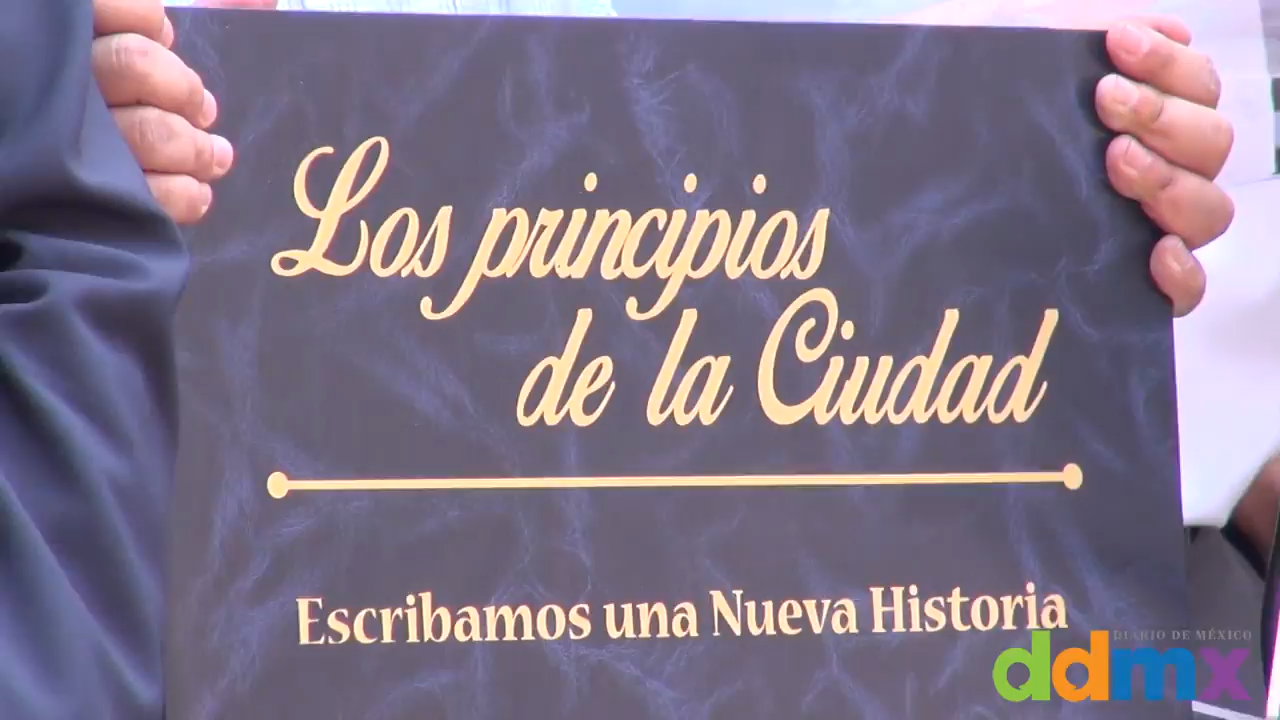 Los principios
de la Ciudad
Escribamos una Nueva Historia
DIARIO DE MÉXICO
ddmx